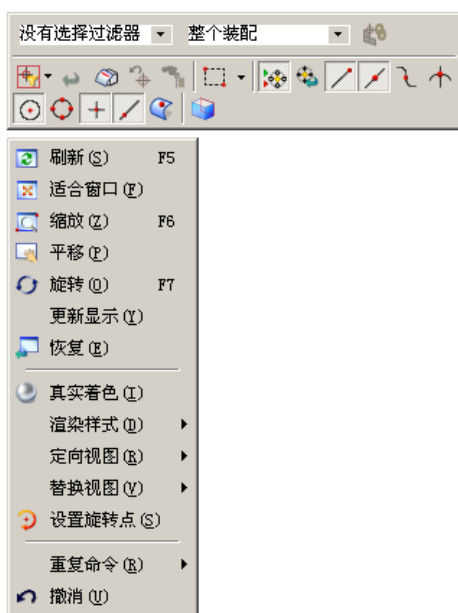 没有选择过滤器 整个装配
刷新(S) F5
适合窗口(F)
缩放(Z) F6
平移(P)
旋转(O) F7
更新显示(Y)
恢复(E)
真实着色(I)
渲染样式(D)
定向视图(R)
替换视图(V)
设置旋转点(S)
重复命令(R)
撤消(U)